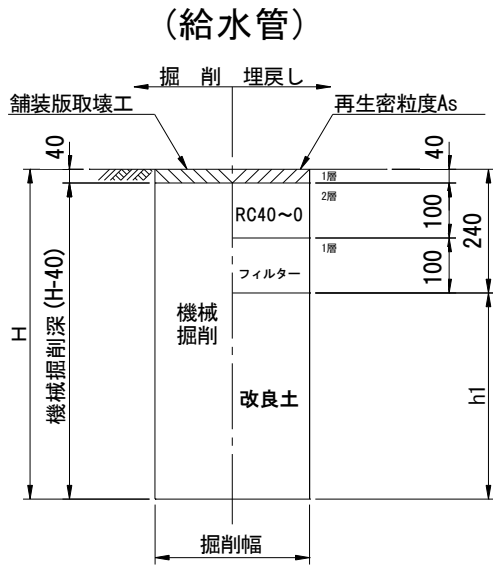 (給水管)
掘 削 埋戻し
舗装版取壊工
再生密粒度As
40
40
1層
2層
RC40～0
100
240
1層
フィルター
100
機械
掘削
H
機械掘削深(H-40)
改良土
h1
掘削幅